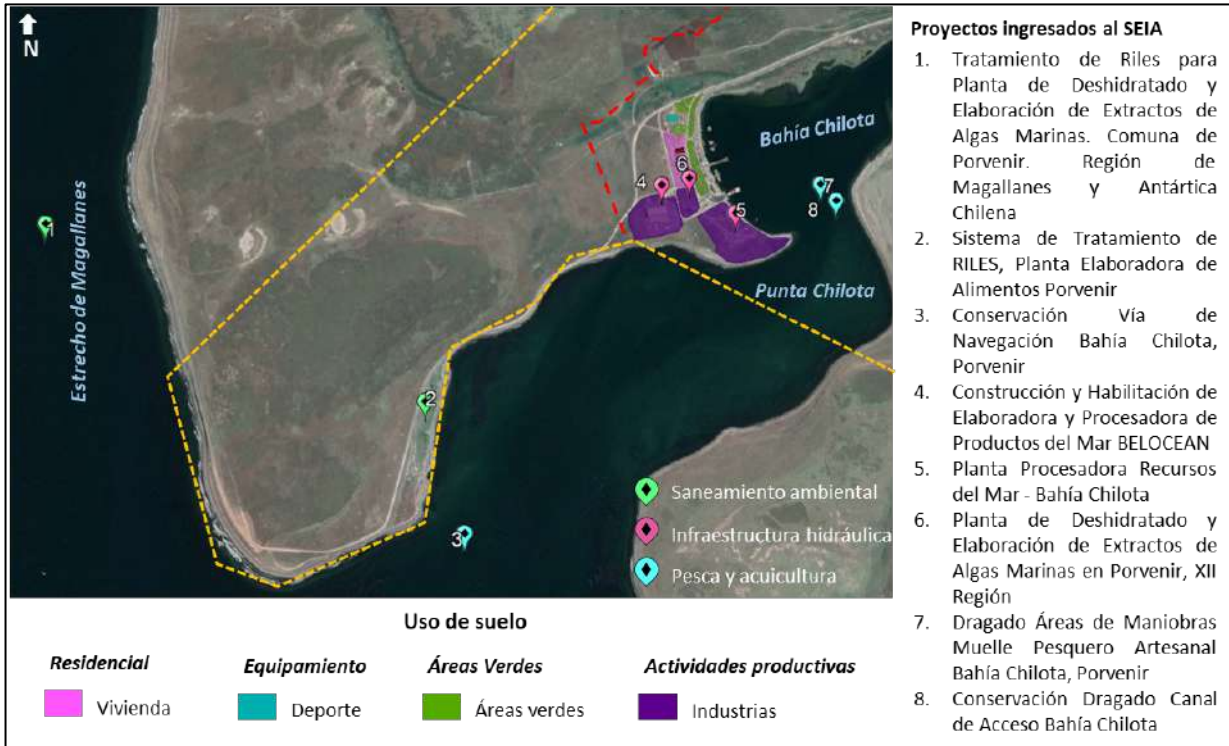 N
Estrecho de Magallanes
Bahía Chilota
Punta Chilota
1
2
3
4
5
6
7
8
Saneamiento ambiental
Infraestructura hidráulica
Pesca y acuicultura
Uso de suelo
Residencial
Equipamiento
Áreas Verdes
Actividades productivas
Vivienda
Deporte
Áreas verdes
Industrias
Proyectos ingresados al SEIA
1. Tratamiento de Riles para
Planta de Deshidratado y
Elaboración de Extractos de
Algas Marinas. Comuna de
Porvenir. Región de
Magallanes y Antártica
Chilena
2. Sistema de Tratamiento de
RILES, Planta Elaboradora de
Alimentos Porvenir
3. Conservación Vía de
Navegación Bahía Chilota,
Porvenir
4. Construcción y Habilitación de
Elaboradora y Procesadora de
Productos del Mar BELOCEAN
5. Planta Procesadora Recursos
del Mar - Bahía Chilota
6. Planta de Deshidratado y
Elaboración de Extractos de
Algas Marinas en Porvenir, XII
Región
7. Dragado Áreas de Maniobras
Muelle Pesquero Artesanal
Bahía Chilota, Porvenir
8. Conservación Dragado Canal
de Acceso Bahía Chilota